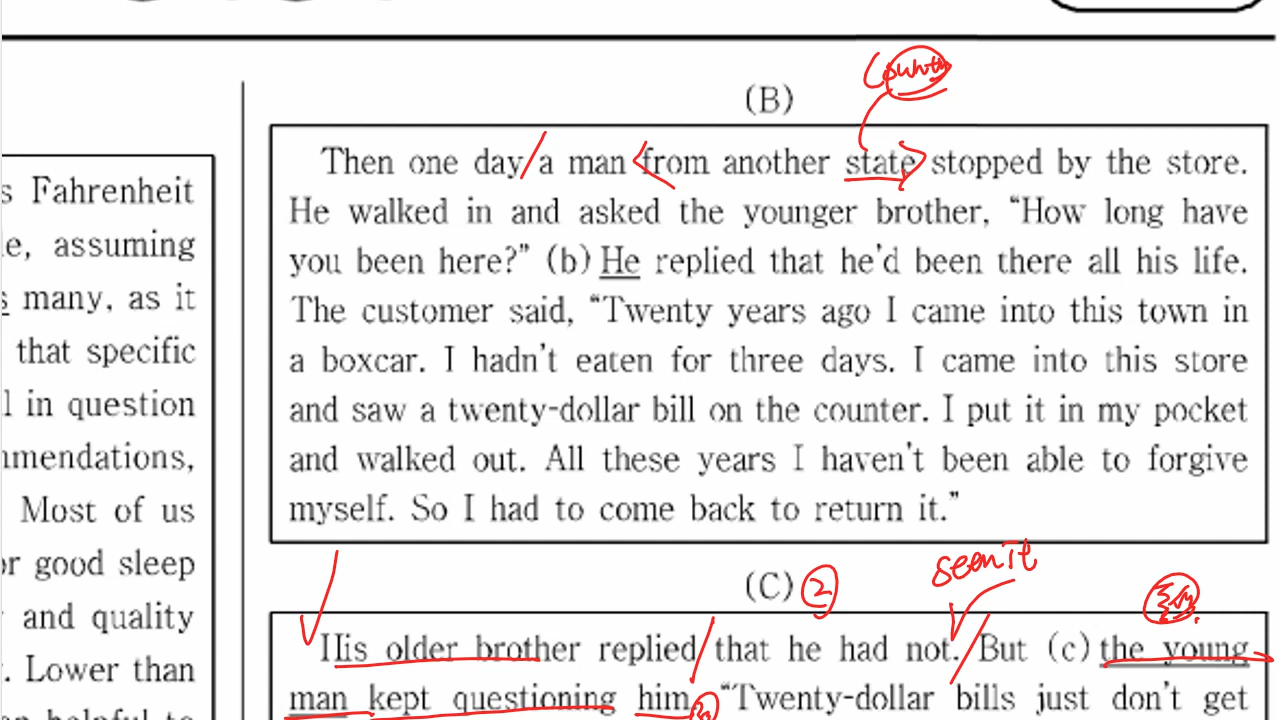 s Fahrenheit
e, assuming
s many, as it
that specific
l in question
mmendations,
Most of us
or good sleep
and quality
. Lower than
n helpful to
(B)
Then one day a man from another state stopped by the store.
He walked in and asked the younger brother, “How long have
you been here?” (b) He replied that he’d been there all his life.
The customer said, “Twenty years ago I came into this town in
a boxcar. I hadn’t eaten for three days. I came into this store
and saw a twenty-dollar bill on the counter. I put it in my pocket
and walked out. All these years I haven’t been able to forgive
myself. So I had to come back to return it.”
seen it
(C) 2
His older brother replied that he had not. But (c) the young
man kept questioning him, “Twenty-dollar bills just don’t get